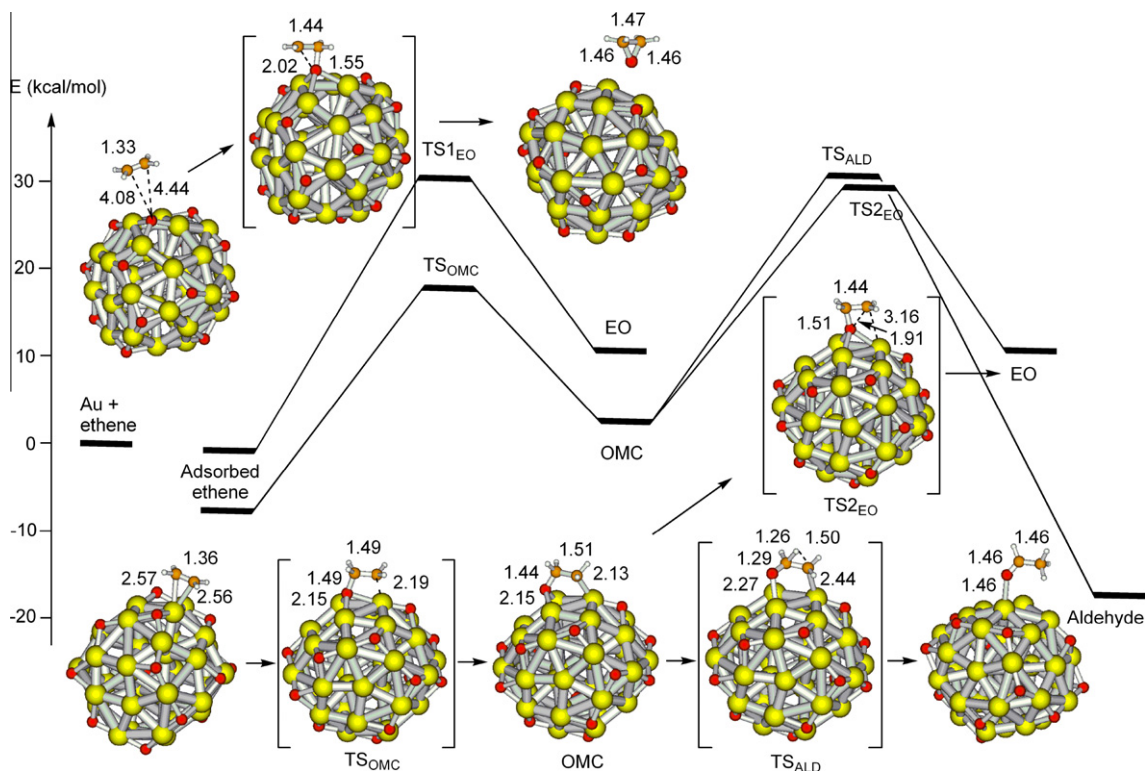 E (kcal/mol)
30
20
10
0
-10
-20
1.44
2.02
1.55
TS1EO
1.47
1.46
1.46
1.33
4.08
4.44
TSOMC
EO
TSALD
TS2EO
1.44
1.51
3.16
1.91
EO
Au +
ethene
Adsorbed
ethene
OMC
TS2EO
Aldehyde
1.36
2.57
2.56
1.49
1.49
2.15
2.19
TSOMC
1.51
1.44
2.15
2.13
OMC
1.26
1.50
1.29
2.27
2.44
TSALD
1.46
1.46
1.46